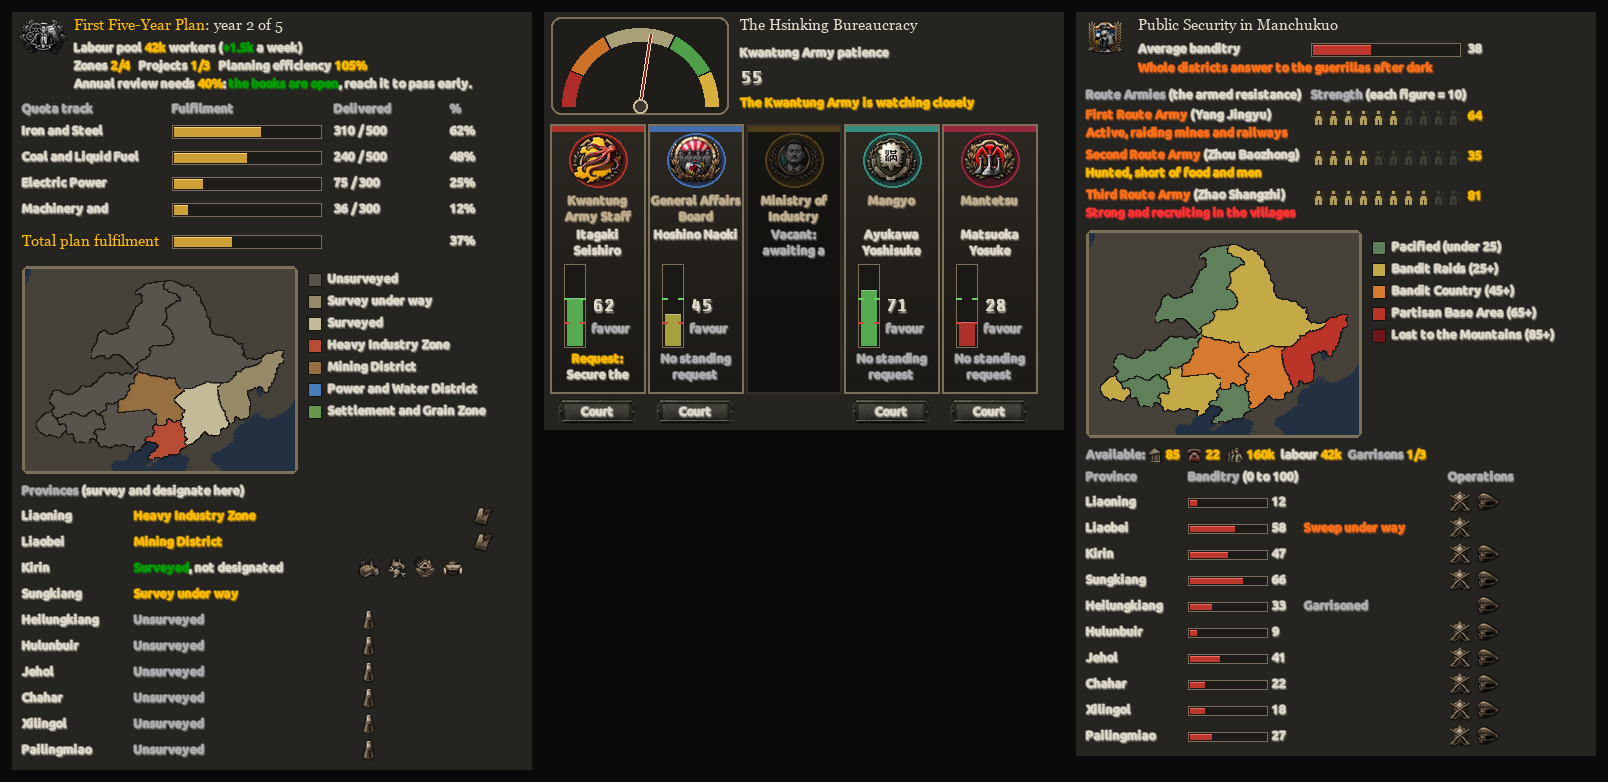 First Five-Year Plan: year 2 of 5
Labour pool 42k workers (+1.5k a week)
Zones 2/4 Projects 1/3 Planning efficiency 105%
Annual review needs 40%: the books are open, reach it to pass early.
Quota track Fulfilment Delivered %
Iron and Steel 310 / 500 62%
Coal and Liquid Fuel 240 / 500 48%
Electric Power 75 / 300 25%
Machinery and 36 / 300 12%
Total plan fulfilment 37%
Unsurveyed
Survey under way
Surveyed
Heavy Industry Zone
Mining District
Power and Water District
Settlement and Grain Zone
Provinces (survey and designate here)
Liaoning Heavy Industry Zone
Liaobei Mining District
Kirin Surveyed, not designated
Sungkiang Survey under way
Heilungkiang Unsurveyed
Hulunbuir Unsurveyed
Jehol Unsurveyed
Chahar Unsurveyed
Xilingol Unsurveyed
Pailingmiao Unsurveyed
The Hsinking Bureaucracy
Kwantung Army patience
55
The Kwantung Army is watching closely
Kwantung
Army Staff
Itagaki
Seishiro
62
favour
Request:
Secure the
Court
General Affairs
Board
Hoshino Naoki
45
favour
No standing
request
Court
Ministry of
Industry
Vacant:
awaiting a
Mangyo
Ayukawa
Yoshisuke
71
favour
No standing
request
Court
Mantetsu
Matsuoka
Yosuke
28
favour
No standing
request
Court
Public Security in Manchukuo
Average banditry 38
Whole districts answer to the guerrillas after dark
Route Armies (the armed resistance) Strength (each figure = 10)
First Route Army (Yang Jingyu) 64
Active, raiding mines and railways
Second Route Army (Zhou Baozhong) 35
Hunted, short of food and men
Third Route Army (Zhao Shangzhi) 81
Strong and recruiting in the villages
Pacified (under 25)
Bandit Raids (25+)
Bandit Country (45+)
Partisan Base Area (65+)
Lost to the Mountains (85+)
Available: 85 22 160k labour 42k Garrisons 1/3
Province Banditry (0 to 100) Operations
Liaoning 12
Liaobei 58 Sweep under way
Kirin 47
Sungkiang 66
Heilungkiang 33 Garrisoned
Hulunbuir 9
Jehol 41
Chahar 22
Xilingol 18
Pailingmiao 27